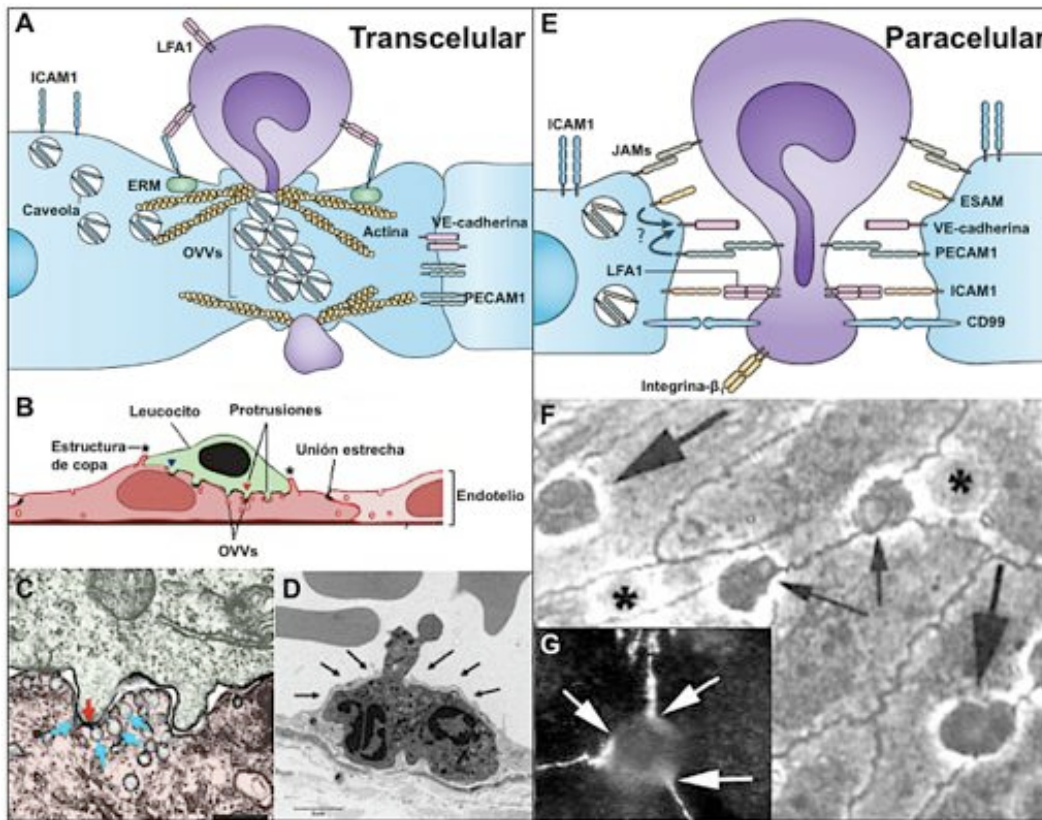 A
Transcelular
LFA1
ICAM1
ERM
Caveola
OVVs
Actina
VE-cadherina
PECAM1
B
Leucocito
Protrusiones
Estructura
de copa
Unión estrecha
Endotelio
OVVs
C
D
E
Paracelular
ICAM1
JAMs
ESAM
?
VE-cadherina
PECAM1
LFA1
ICAM1
CD99
Integrina-β1
F
*
*
G